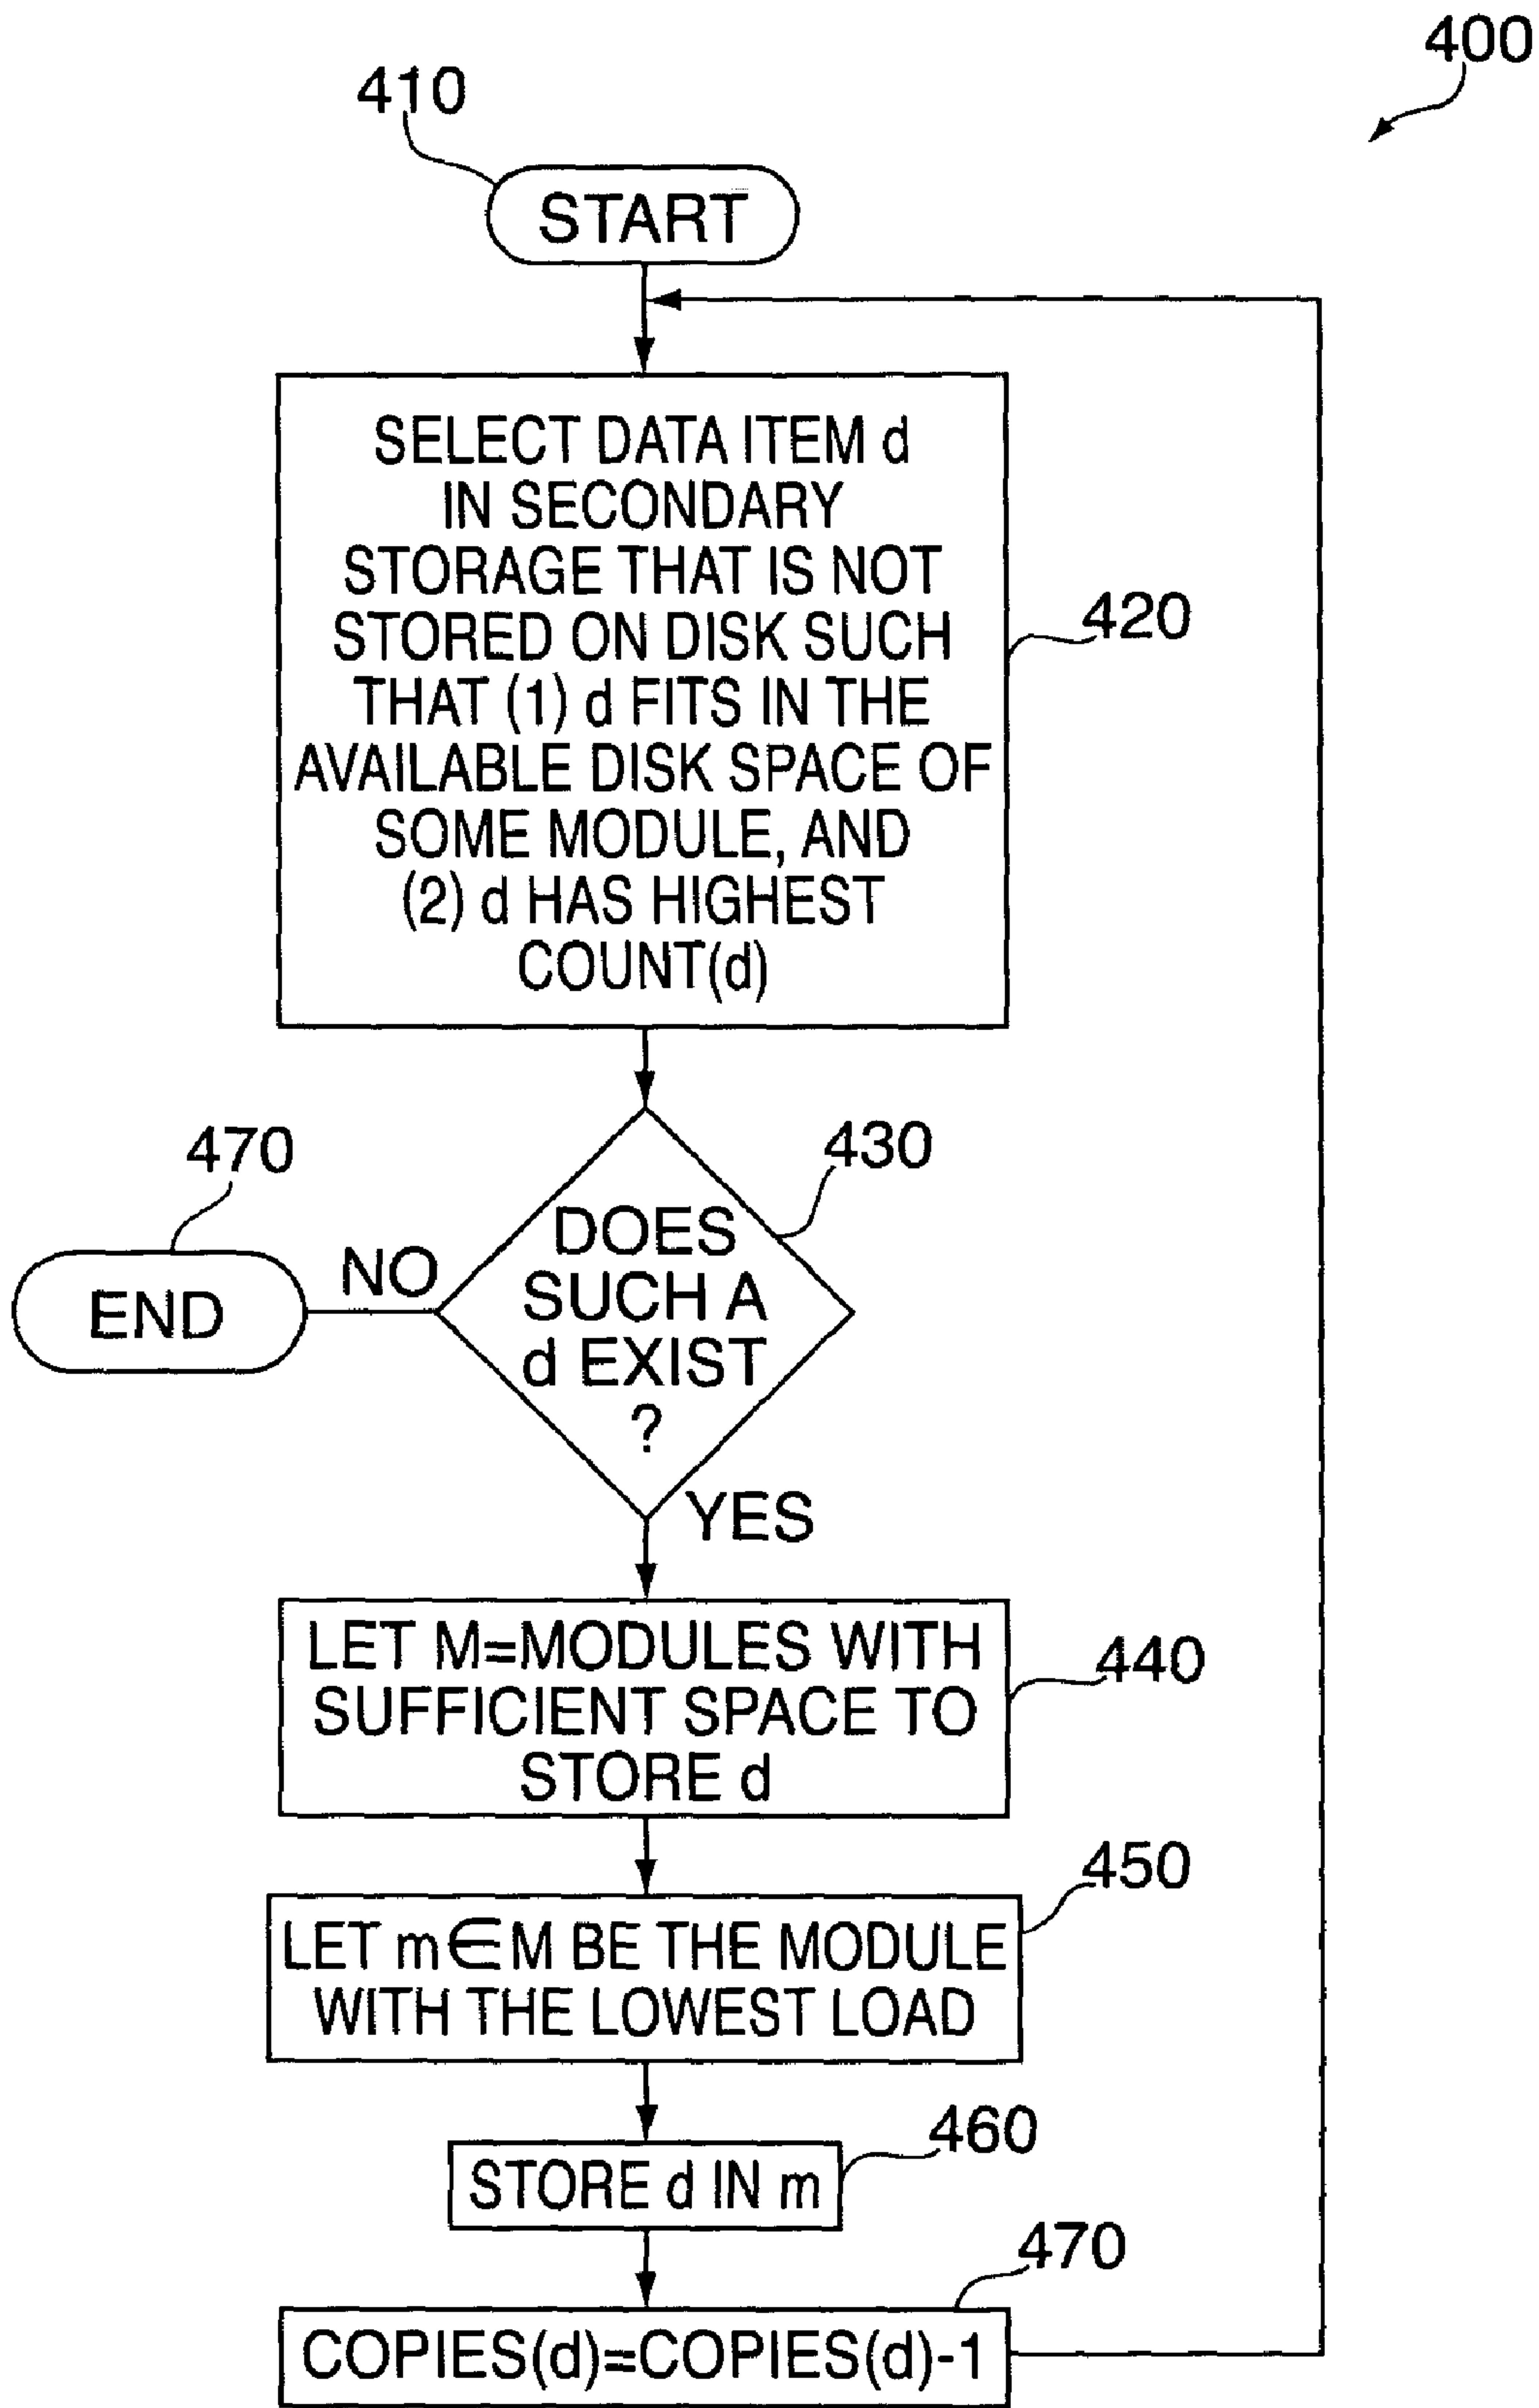 400
410
START
SELECT DATA ITEM d
IN SECONDARY
STORAGE THAT IS NOT
STORED ON DISK SUCH
THAT (1) d FITS IN THE
AVAILABLE DISK SPACE OF
SOME MODULE, AND
(2) d HAS HIGHEST
COUNT(d)
420
430
DOES
SUCH A
d EXIST
?
470
NO
END
YES
LET M=MODULES WITH
SUFFICIENT SPACE TO
STORE d
440
450
LET m∈M BE THE MODULE
WITH THE LOWEST LOAD
460
STORE d IN m
470
COPIES(d)=COPIES(d)-1